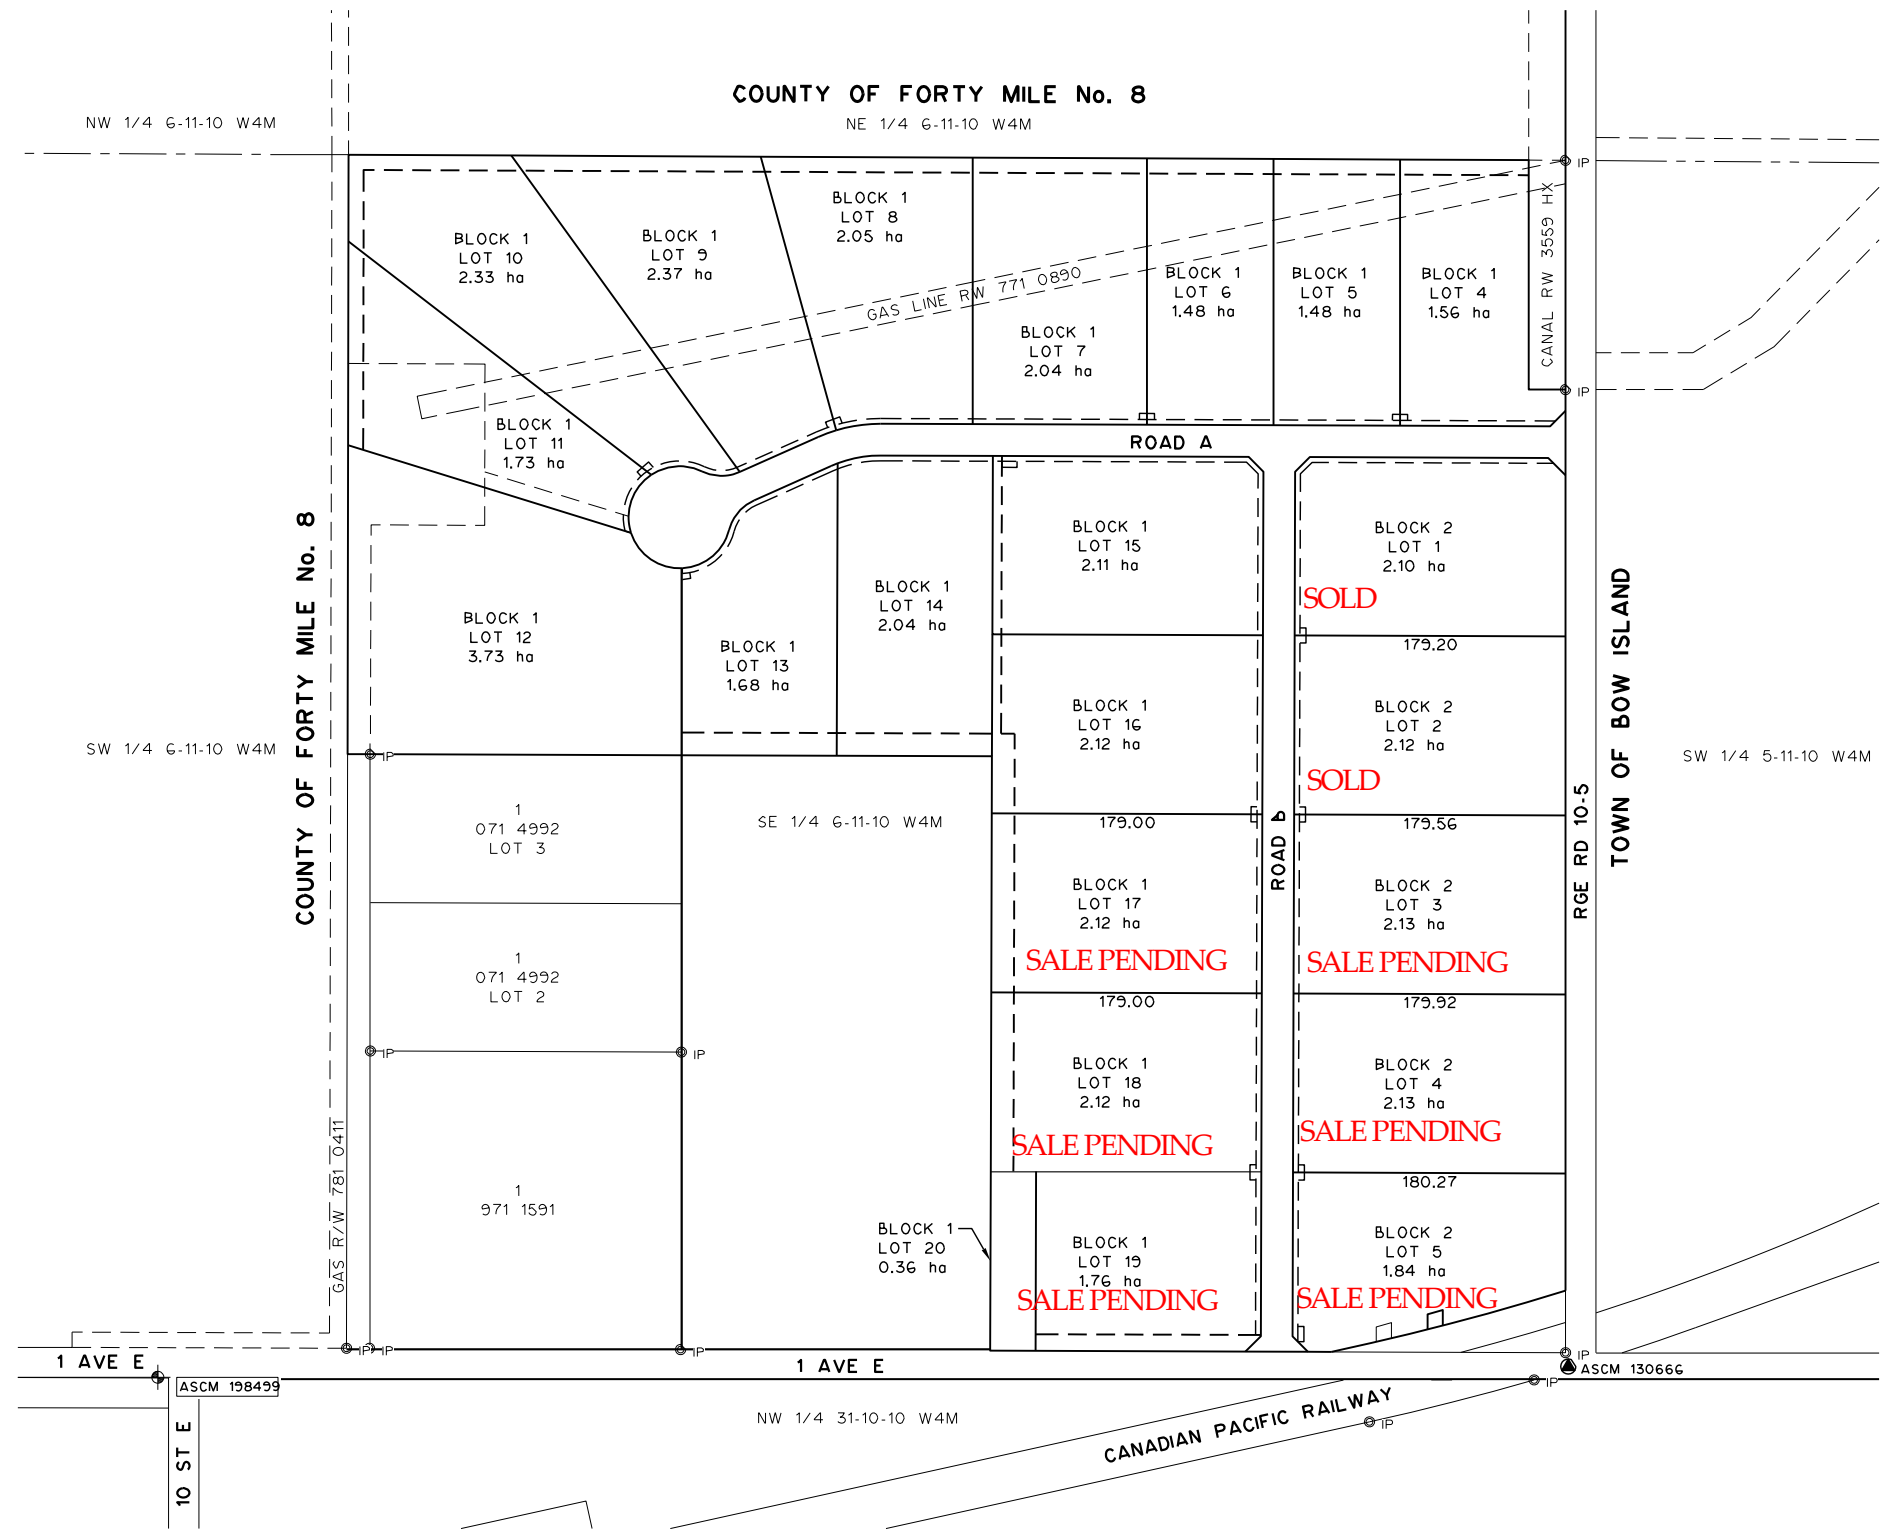 COUNTY OF FORTY MILE No. 8
NW 1/4 6-11-10 W4M
NE 1/4 6-11-10 W4M
IP
BLOCK 1
LOT 10
2.33 ha
BLOCK 1
LOT 9
2.37 ha
BLOCK 1
LOT 8
2.05 ha
GAS LINE RW 771 0890
BLOCK 1
LOT 7
2.04 ha
BLOCK 1
LOT 6
1.48 ha
BLOCK 1
LOT 5
1.48 ha
BLOCK 1
LOT 4
1.56 ha
CANAL RW 3559 HX
IP
BLOCK 1
LOT 11
1.73 ha
ROAD A
COUNTY OF FORTY MILE No. 8
BLOCK 1
LOT 12
3.73 ha
BLOCK 1
LOT 13
1.68 ha
BLOCK 1
LOT 14
2.04 ha
BLOCK 1
LOT 15
2.11 ha
BLOCK 2
LOT 1
2.10 ha
SOLD
179.20
BLOCK 1
LOT 16
2.12 ha
BLOCK 2
LOT 2
2.12 ha
SOLD
TOWN OF BOW ISLAND
RGE RD 10-5
SW 1/4 6-11-10 W4M
IP
SW 1/4 5-11-10 W4M
1
071 4992
LOT 3
SE 1/4 6-11-10 W4M
179.00
ROAD B
179.56
BLOCK 1
LOT 17
2.12 ha
SALE PENDING
BLOCK 2
LOT 3
2.13 ha
SALE PENDING
1
071 4992
LOT 2
179.00
179.92
IP
IP
BLOCK 1
LOT 18
2.12 ha
SALE PENDING
BLOCK 2
LOT 4
2.13 ha
SALE PENDING
GAS R/W 781 0411
1
971 1591
180.27
BLOCK 1
LOT 20
0.36 ha
BLOCK 1
LOT 19
1.76 ha
SALE PENDING
BLOCK 2
LOT 5
1.84 ha
SALE PENDING
IP
IP
IP
IP
1 AVE E
1 AVE E
ASCM 130666
ASCM 198499
IP
NW 1/4 31-10-10 W4M
CANADIAN PACIFIC RAILWAY
IP
10 ST E